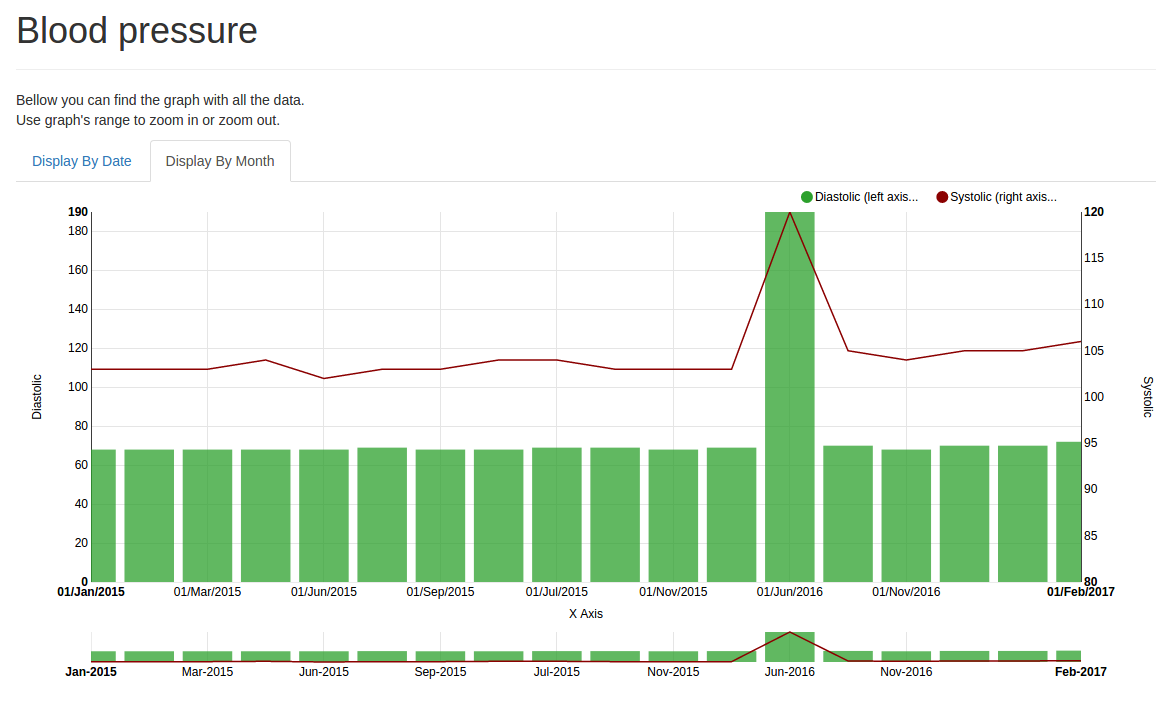 Blood pressure
Bellow you can find the graph with all the data.
Use graph's range to zoom in or zoom out.
Display By Date
Display By Month
Diastolic (left axis...
Systolic (right axis...
190
180
160
140
120
100
80
60
40
20
0
Diastolic
120
115
110
105
100
95
90
85
80
Systolic
01/Jan/2015 01/Mar/2015 01/Jun/2015 01/Sep/2015 01/Jul/2015 01/Nov/2015 01/Jun/2016 01/Nov/2016 01/Feb/2017
X Axis
Jan-2015 Mar-2015 Jun-2015 Sep-2015 Jul-2015 Nov-2015 Jun-2016 Nov-2016 Feb-2017